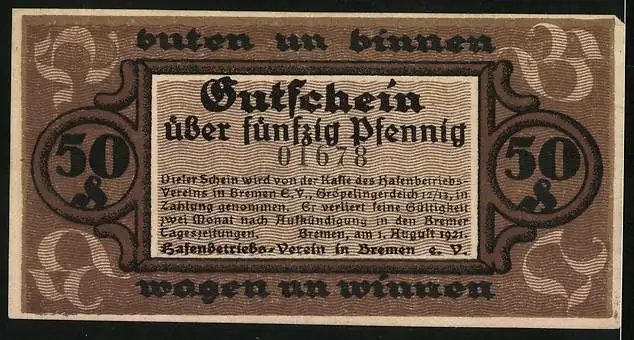 buten un binnen
Gutschein
über fünfzig Pfennig
01678
50
₰
50
₰
Dieser Schein wird von der Kasse des Hafenbetriebs-
Vereins in Bremen E.V., Gröpelingerdeich 12/13, in
Zahlung genommen. Er verliert seine Gültigkeit
zwei Monat nach Aufkündigung in den Bremer
Tageszeitungen. Bremen, am 1. August 1921.
Hafenbetriebs-Verein in Bremen e. V.
wagen un winnen